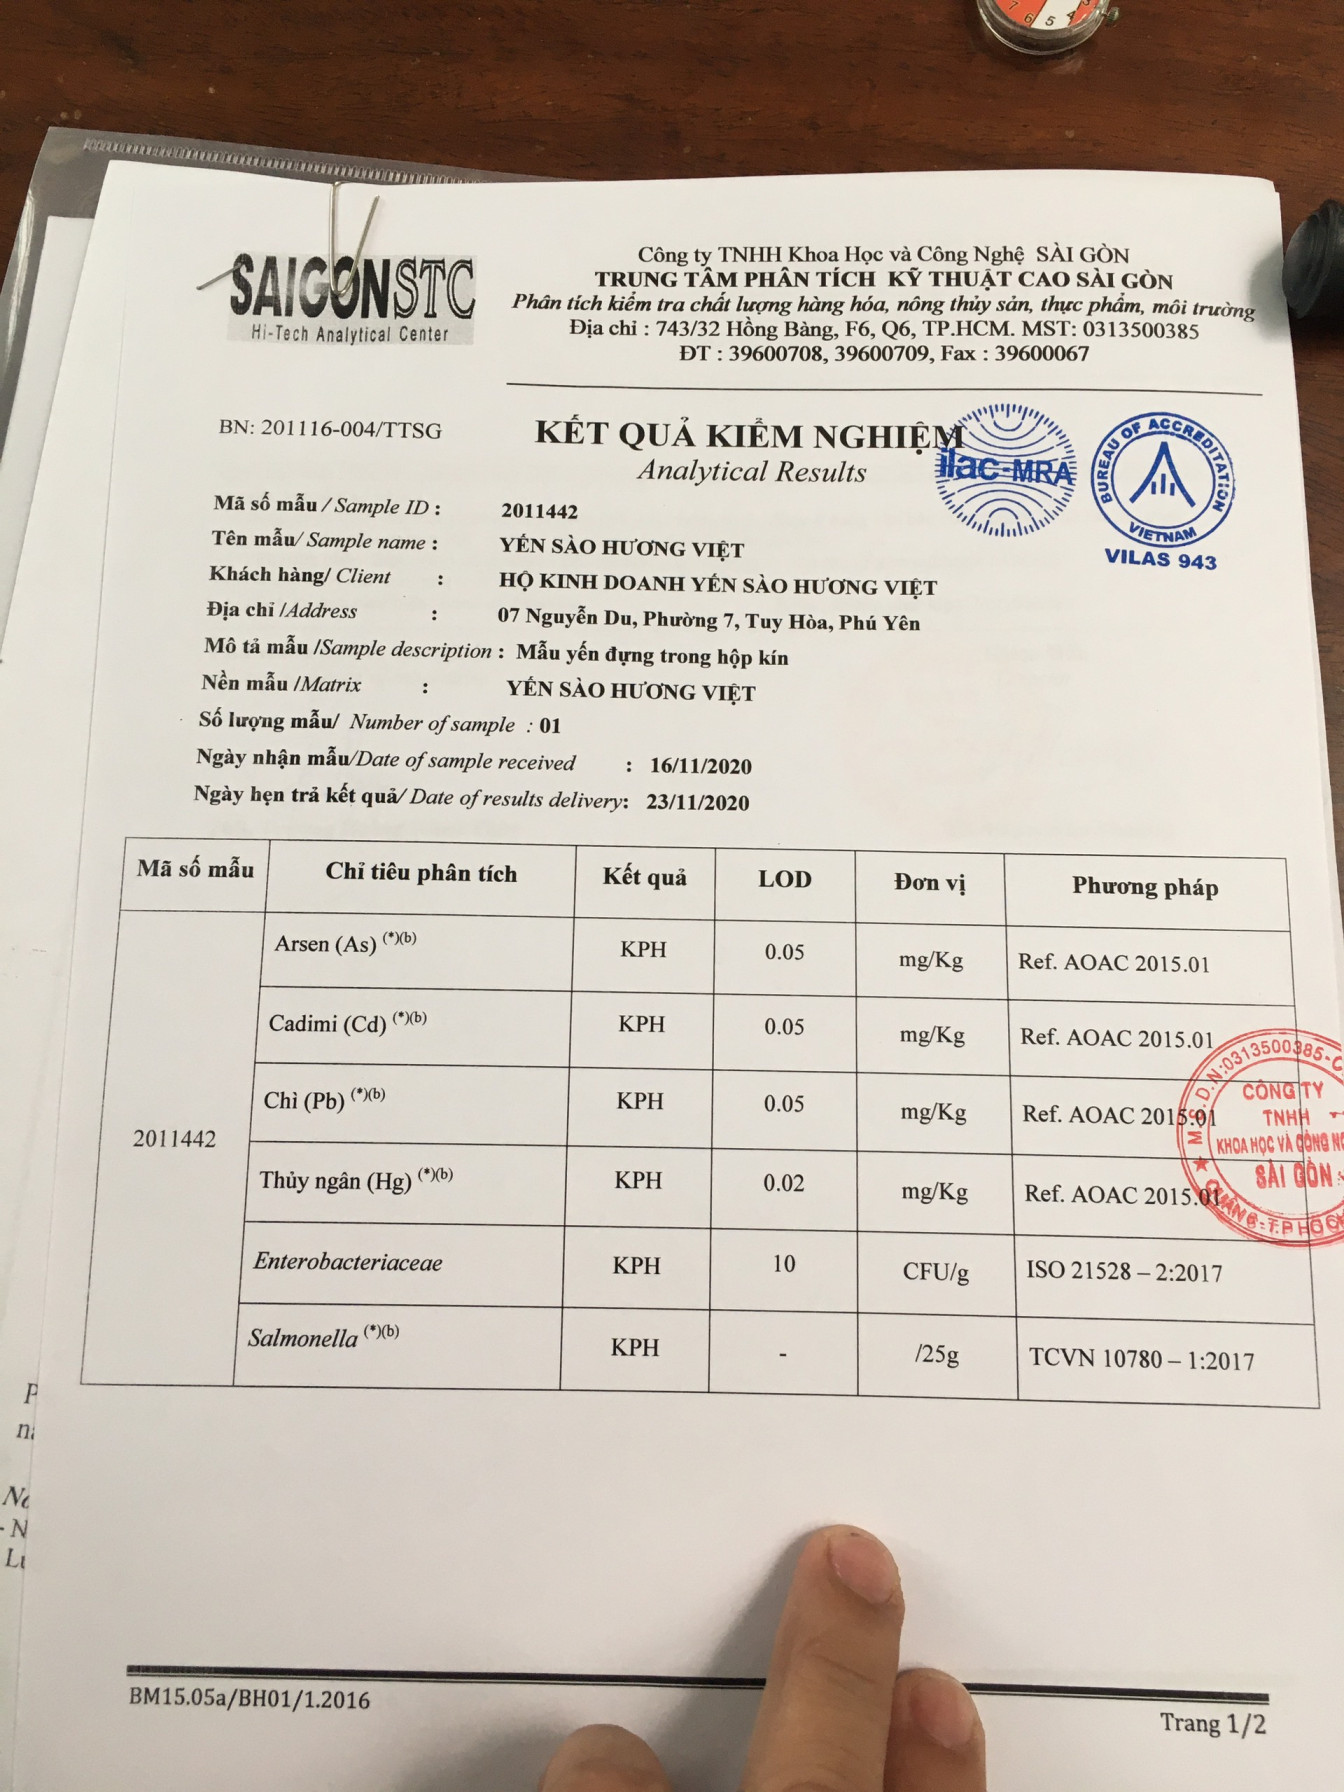 7 6 5 4 3
SAIGONSTC
Hi-Tech Analytical Center
Công ty TNHH Khoa Học và Công Nghệ SÀI GÒN
TRUNG TÂM PHÂN TÍCH KỸ THUẬT CAO SÀI GÒN
Phân tích kiểm tra chất lượng hàng hóa, nông thủy sản, thực phẩm, môi trường
Địa chỉ : 743/32 Hồng Bàng, F6, Q6, TP.HCM. MST: 0313500385
ĐT : 39600708, 39600709, Fax : 39600067
BN: 201116-004/TTSG
KẾT QUẢ KIỂM NGHIỆM
Analytical Results
ilac-MRA
BUREAU OF ACCREDITATION
VIETNAM
VILAS 943
Mã số mẫu / Sample ID : 2011442
Tên mẫu/ Sample name : YẾN SÀO HƯƠNG VIỆT
Khách hàng/ Client : HỘ KINH DOANH YẾN SÀO HƯƠNG VIỆT
Địa chỉ /Address : 07 Nguyễn Du, Phường 7, Tuy Hòa, Phú Yên
Mô tả mẫu /Sample description : Mẫu yến đựng trong hộp kín
Nền mẫu /Matrix : YẾN SÀO HƯƠNG VIỆT
Số lượng mẫu/ Number of sample : 01
Ngày nhận mẫu/Date of sample received : 16/11/2020
Ngày hẹn trả kết quả/ Date of results delivery: 23/11/2020
Mã số mẫu Chỉ tiêu phân tích Kết quả LOD Đơn vị Phương pháp
Arsen (As) (*)(b) KPH 0.05 mg/Kg Ref. AOAC 2015.01
Cadimi (Cd) (*)(b) KPH 0.05 mg/Kg Ref. AOAC 2015.01
Chì (Pb) (*)(b) KPH 0.05 mg/Kg Ref. AOAC 2015.01
2011442
Thủy ngân (Hg) (*)(b) KPH 0.02 mg/Kg Ref. AOAC 2015.01
Enterobacteriaceae KPH 10 CFU/g ISO 21528 – 2:2017
Salmonella (*)(b) KPH - /25g TCVN 10780 – 1:2017
M.S.D.N:0313500385-C
CÔNG TY
TNHH
KHOA HỌC VÀ CÔNG
SÀI GÒN
BM15.05a/BH01/1.2016
Trang 1/2